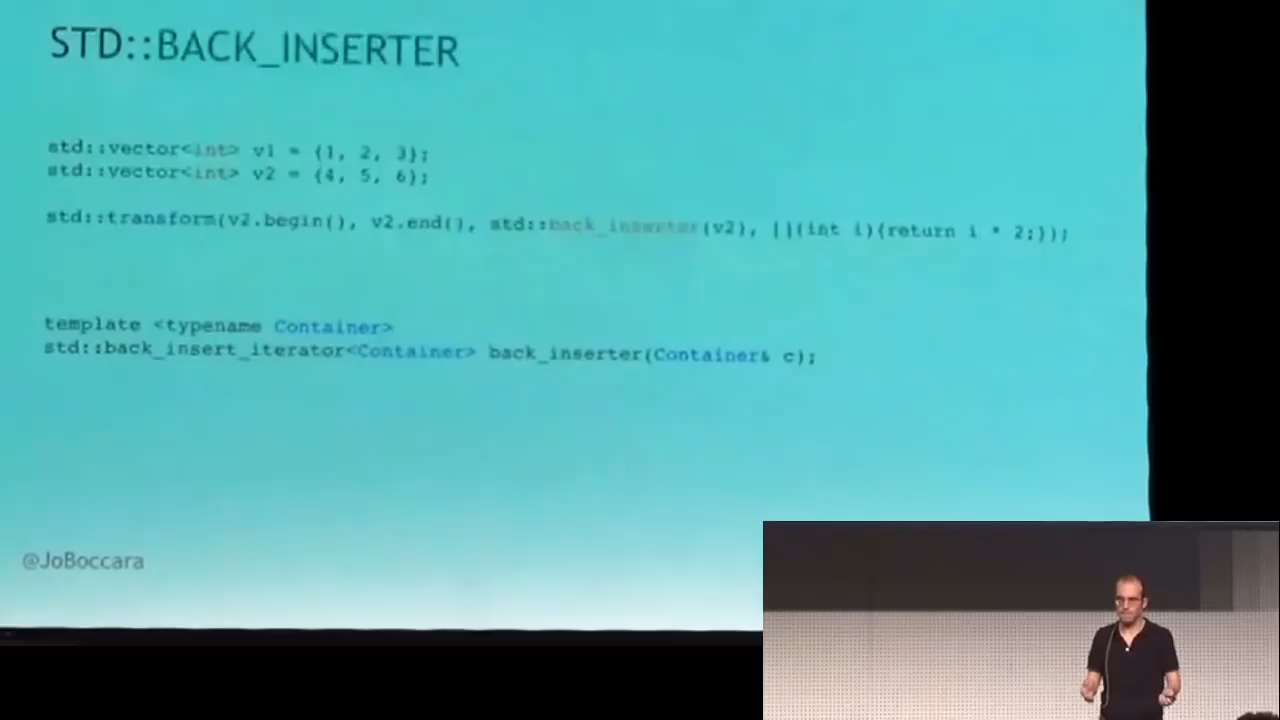 STD::BACK_INSERTER
std::vector<int> v1 = {1, 2, 3};
std::vector<int> v2 = {4, 5, 6};
std::transform(v2.begin(), v2.end(), std::back_inserter(v2), [](int i){return i * 2;});
template <typename Container>
std::back_insert_iterator<Container> back_inserter(Container& c);
@JoBoccara